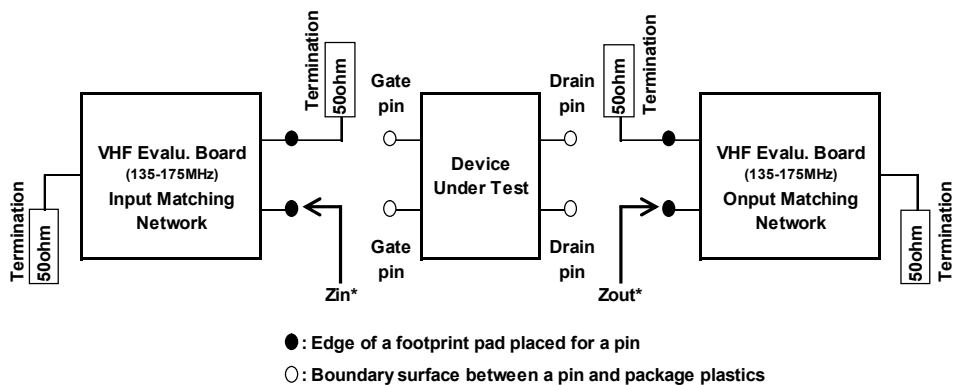 Termination
50ohm
VHF Evalu. Board
(135-175MHz)
Input Matching
Network
Termination
50ohm
Gate
pin
Gate
pin
Zin*
Device
Under Test
Drain
pin
Drain
pin
Zout*
50ohm
Termination
VHF Evalu. Board
(135-175MHz)
Onput Matching
Network
50ohm
Termination
: Edge of a footprint pad placed for a pin
: Boundary surface between a pin and package plastics